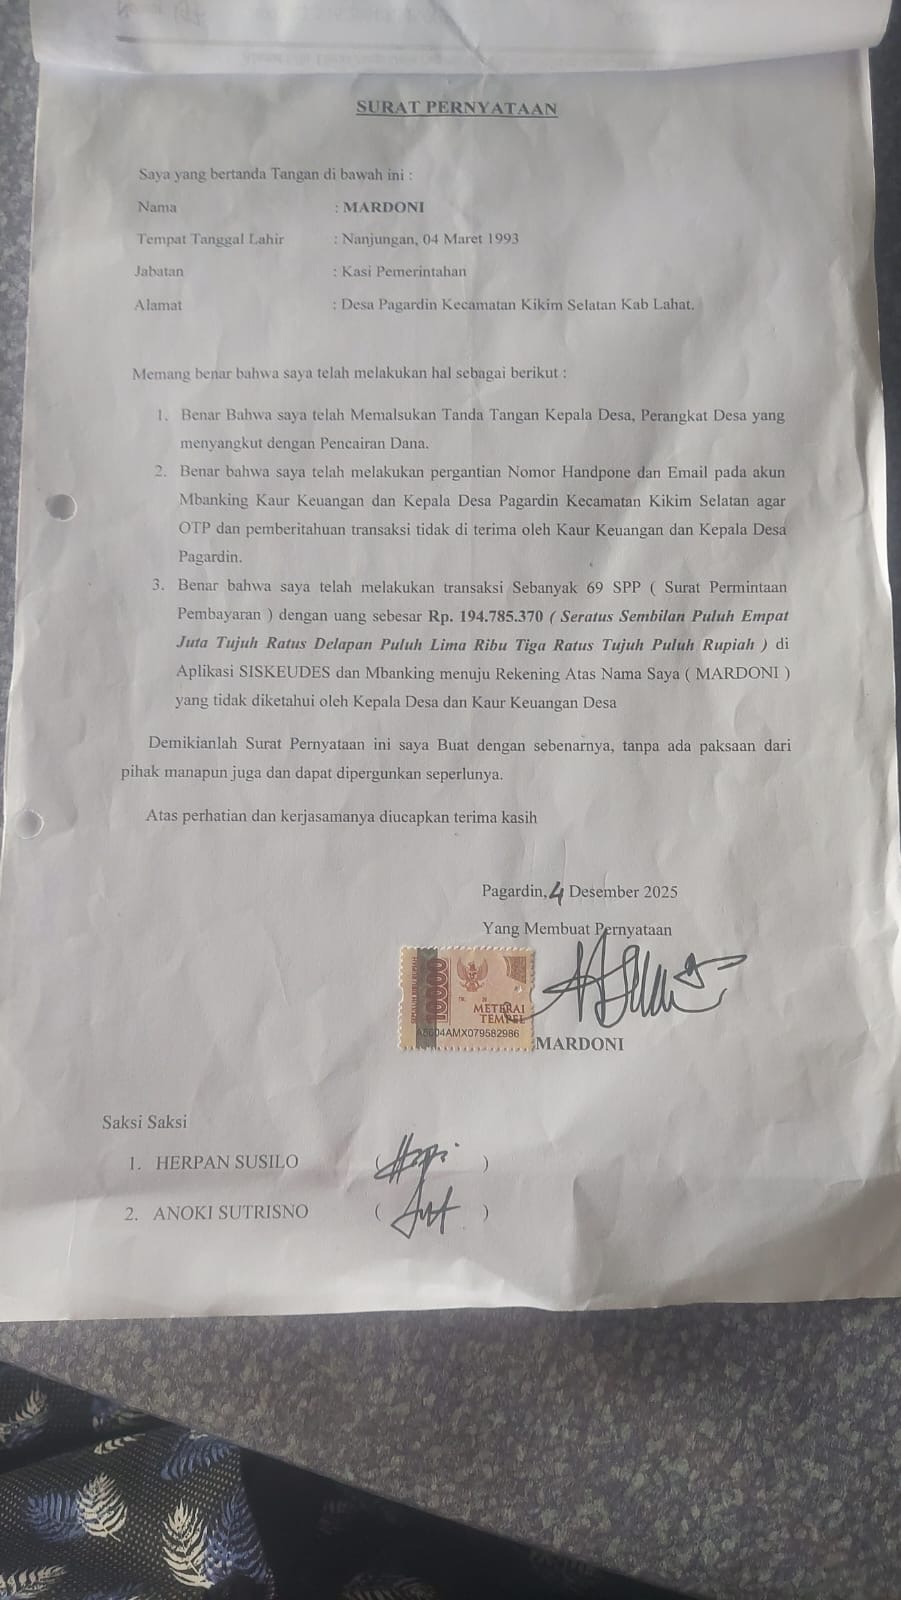 SURAT PERNYATAAN
Saya yang bertanda Tangan di bawah ini :
Nama : MARDONI
Tempat Tanggal Lahir : Nanjungan, 04 Maret 1993
Jabatan : Kasi Pemerintahan
Alamat : Desa Pagardin Kecamatan Kikim Selatan Kab Lahat.
Memang benar bahwa saya telah melakukan hal sebagai berikut :
1. Benar Bahwa saya telah Memalsukan Tanda Tangan Kepala Desa, Perangkat Desa yang
menyangkut dengan Pencairan Dana.
2. Benar bahwa saya telah melakukan pergantian Nomor Handpone dan Email pada akun
Mbanking Kaur Keuangan dan Kepala Desa Pagardin Kecamatan Kikim Selatan agar
OTP dan pemberitahuan transaksi tidak di terima oleh Kaur Keuangan dan Kepala Desa
Pagardin.
3. Benar bahwa saya telah melakukan transaksi Sebanyak 69 SPP ( Surat Permintaan
Pembayaran ) dengan uang sebesar Rp. 194.785.370 ( Seratus Sembilan Puluh Empat
Juta Tujuh Ratus Delapan Puluh Lima Ribu Tiga Ratus Tujuh Puluh Rupiah ) di
Aplikasi SISKEUDES dan Mbanking menuju Rekening Atas Nama Saya ( MARDONI )
yang tidak diketahui oleh Kepala Desa dan Kaur Keuangan Desa
Demikianlah Surat Pernyataan ini saya Buat dengan sebenarnya, tanpa ada paksaan dari
pihak manapun juga dan dapat dipergunkan seperlunya.
Atas perhatian dan kerjasamanya diucapkan terima kasih
Pagardin, 4 Desember 2025
Yang Membuat Pernyataan
10000
METERAI
TEMPEL
MARDONI
Saksi Saksi
1. HERPAN SUSILO ( )
2. ANOKI SUTRISNO ( )